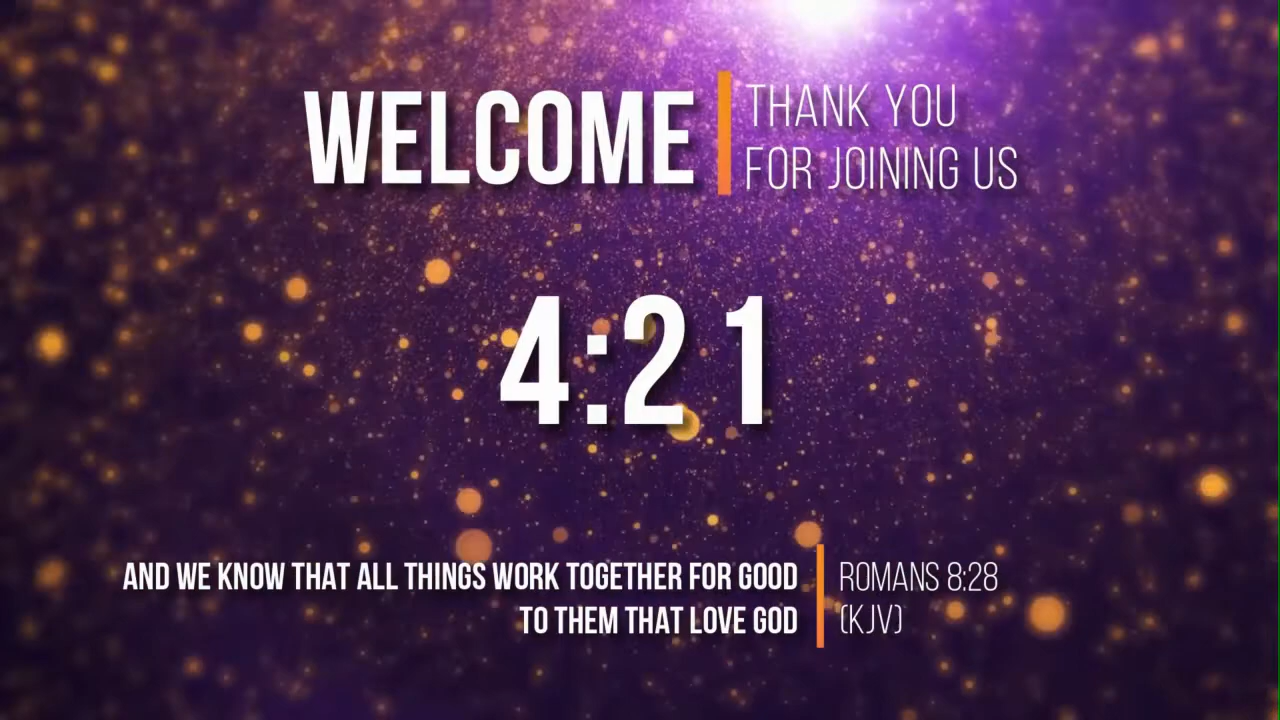 WELCOME
THANK YOU
FOR JOINING US
4:21
AND WE KNOW THAT ALL THINGS WORK TOGETHER FOR GOOD
TO THEM THAT LOVE GOD
ROMANS 8:28
(KJV)